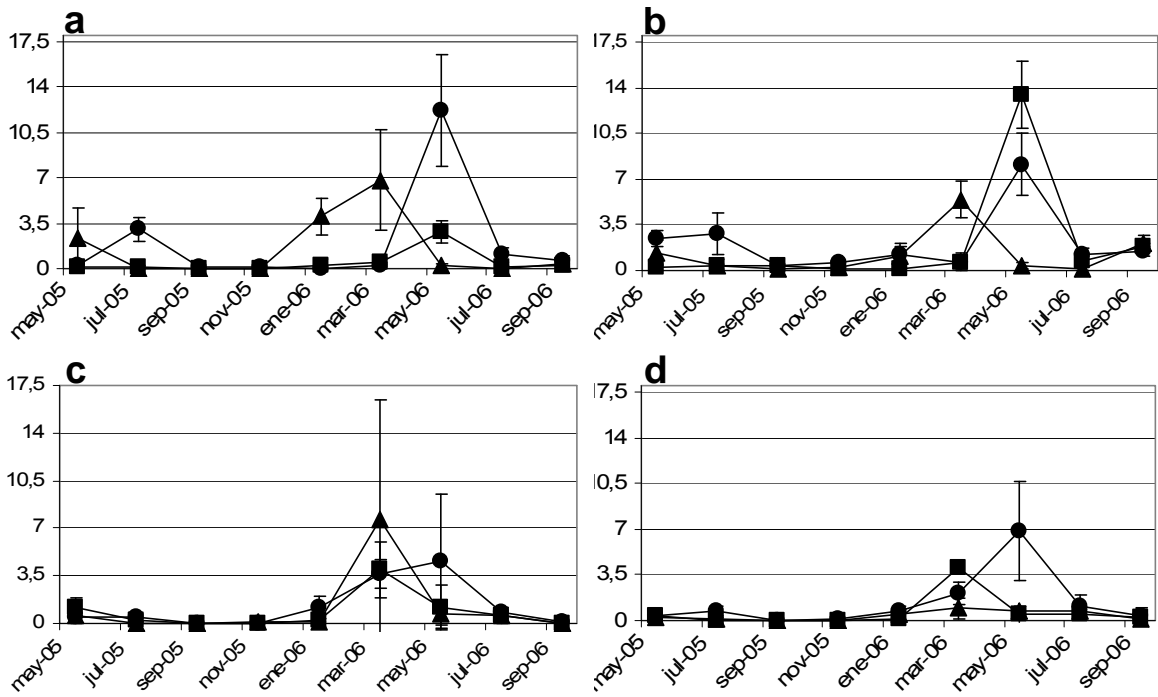 a
17,5
14
10,5
7
3,5
0
may-05
jul-05
sep-05
nov-05
ene-06
mar-06
may-06
jul-06
sep-06
b
17,5
14
10,5
7
3,5
0
may-05
jul-05
sep-05
nov-05
ene-06
mar-06
may-06
jul-06
sep-06
c
17,5
14
10,5
7
3,5
0
may-05
jul-05
sep-05
nov-05
ene-06
mar-06
may-06
jul-06
sep-06
d
17,5
14
10,5
7
3,5
0
may-05
jul-05
sep-05
nov-05
ene-06
mar-06
may-06
jul-06
sep-06